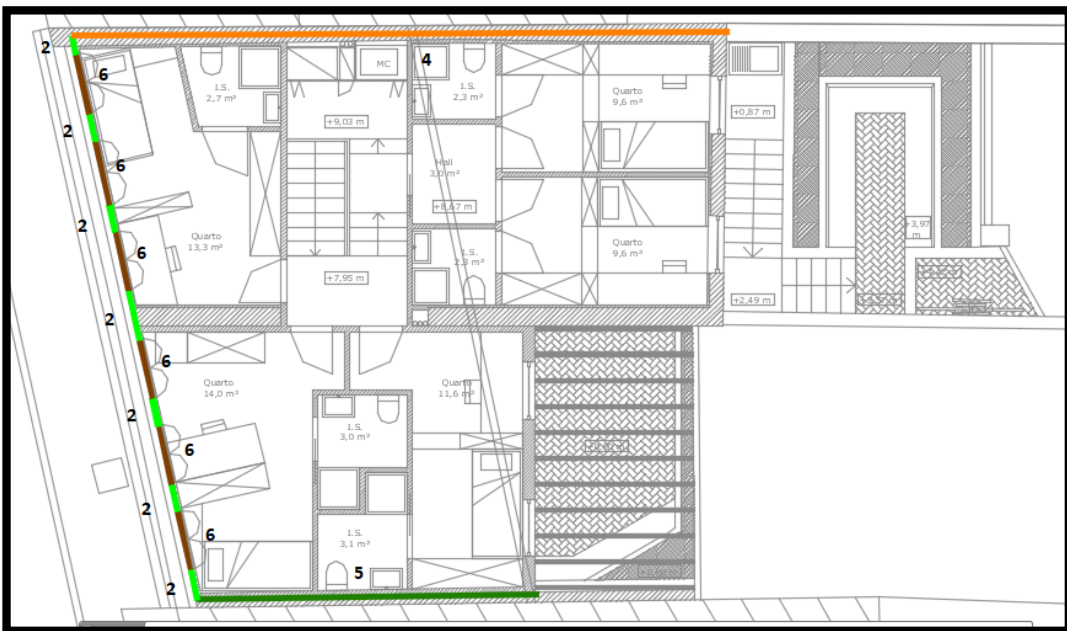 2
6
I.S.
2,7 m²
MC
4
I.S.
2,3 m²
Quarto
9,6 m²
+0,87 m
+9,03 m
2
6
Hall
3,0 m²
+8,67 m
2
Quarto
13,3 m²
6
I.S.
2,3 m²
Quarto
9,6 m²
+3,97
m
+7,95 m
+2,49 m
2
6
Quarto
14,0 m²
Quarto
11,6 m²
2
6
I.S.
3,0 m²
2
6
I.S.
3,1 m²
5
2